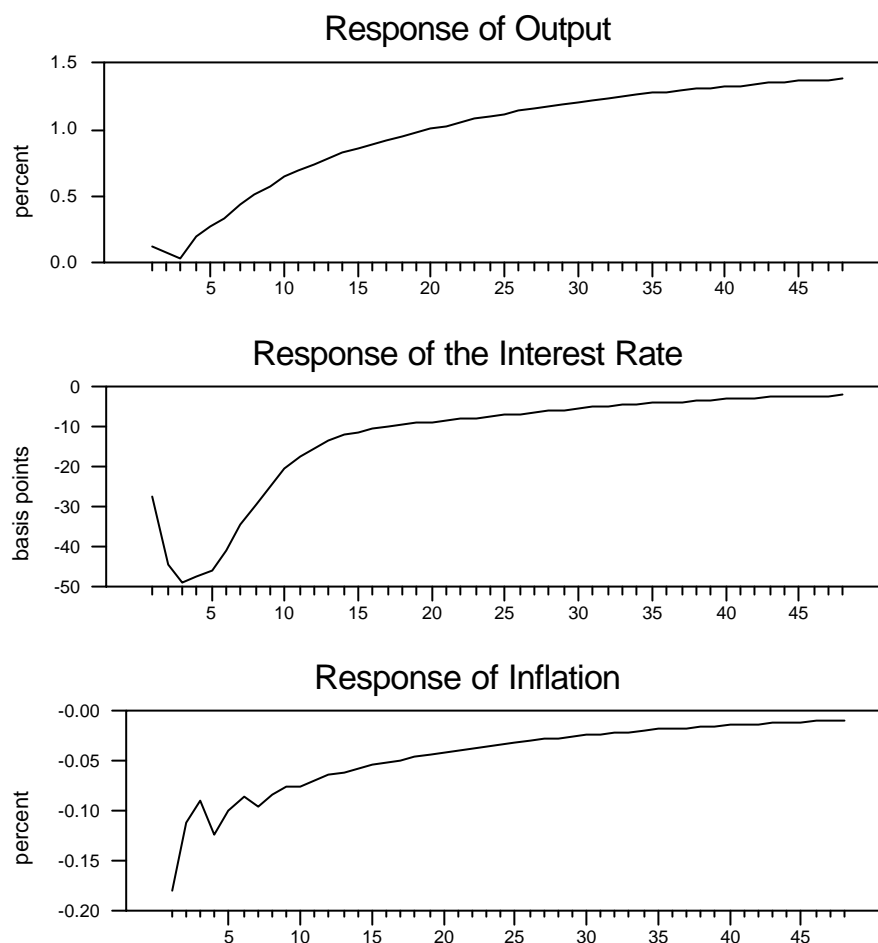 Response of Output
1.5
1.0
0.5
0.0
percent
5 10 15 20 25 30 35 40 45
Response of the Interest Rate
0
-10
-20
-30
-40
-50
basis points
5 10 15 20 25 30 35 40 45
Response of Inflation
-0.00
-0.05
-0.10
-0.15
-0.20
percent
5 10 15 20 25 30 35 40 45